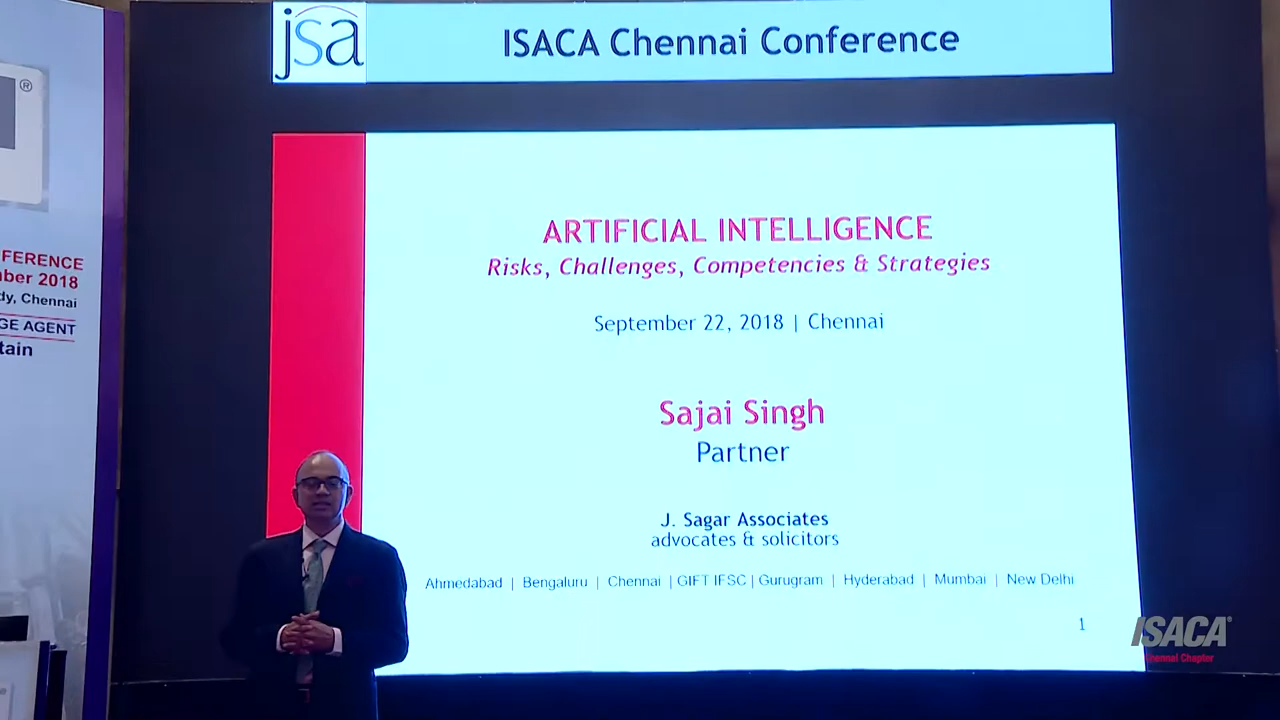 jsa
ISACA Chennai Conference
®
FERENCE
ber 2018
dy, Chennai
GE AGENT
tain
ARTIFICIAL INTELLIGENCE
Risks, Challenges, Competencies & Strategies
September 22, 2018 | Chennai
Sajai Singh
Partner
J. Sagar Associates
advocates & solicitors
Ahmedabad | Bengaluru | Chennai | GIFT IFSC | Gurugram | Hyderabad | Mumbai | New Delhi
1
ISACA®
Chennai Chapter